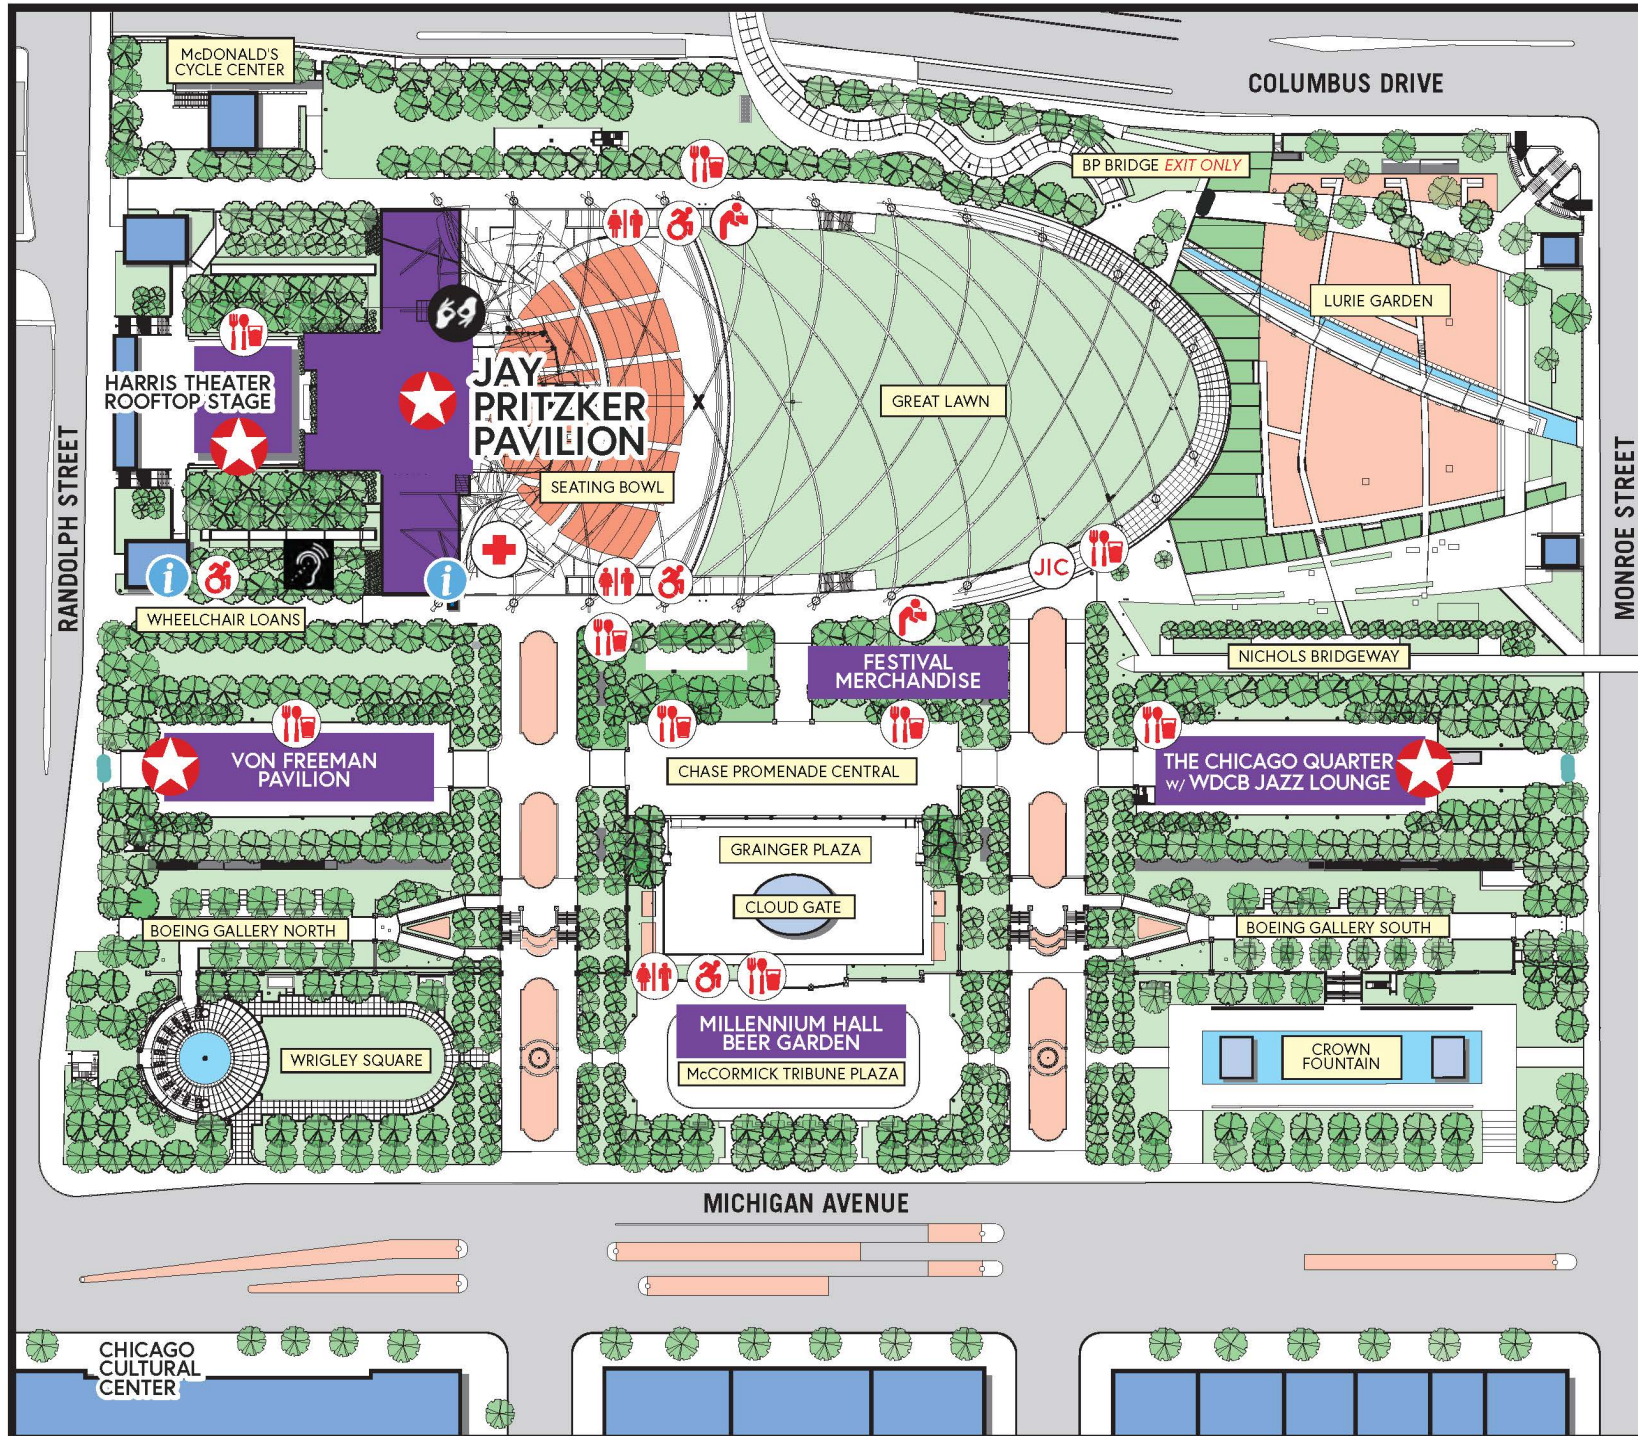 McDONALD'S
CYCLE CENTER
COLUMBUS DRIVE
BP BRIDGE EXIT ONLY
LURIE GARDEN
HARRIS THEATER
ROOFTOP STAGE
JAY
PRITZKER
PAVILION
GREAT LAWN
SEATING BOWL
RANDOLPH STREET
MONROE STREET
i
i
JIC
WHEELCHAIR LOANS
FESTIVAL
MERCHANDISE
NICHOLS BRIDGEWAY
VON FREEMAN
PAVILION
CHASE PROMENADE CENTRAL
THE CHICAGO QUARTER
w/ WDCB JAZZ LOUNGE
GRAINGER PLAZA
CLOUD GATE
BOEING GALLERY NORTH
BOEING GALLERY SOUTH
MILLENNIUM HALL
BEER GARDEN
McCORMICK TRIBUNE PLAZA
WRIGLEY SQUARE
CROWN
FOUNTAIN
MICHIGAN AVENUE
CHICAGO
CULTURAL
CENTER